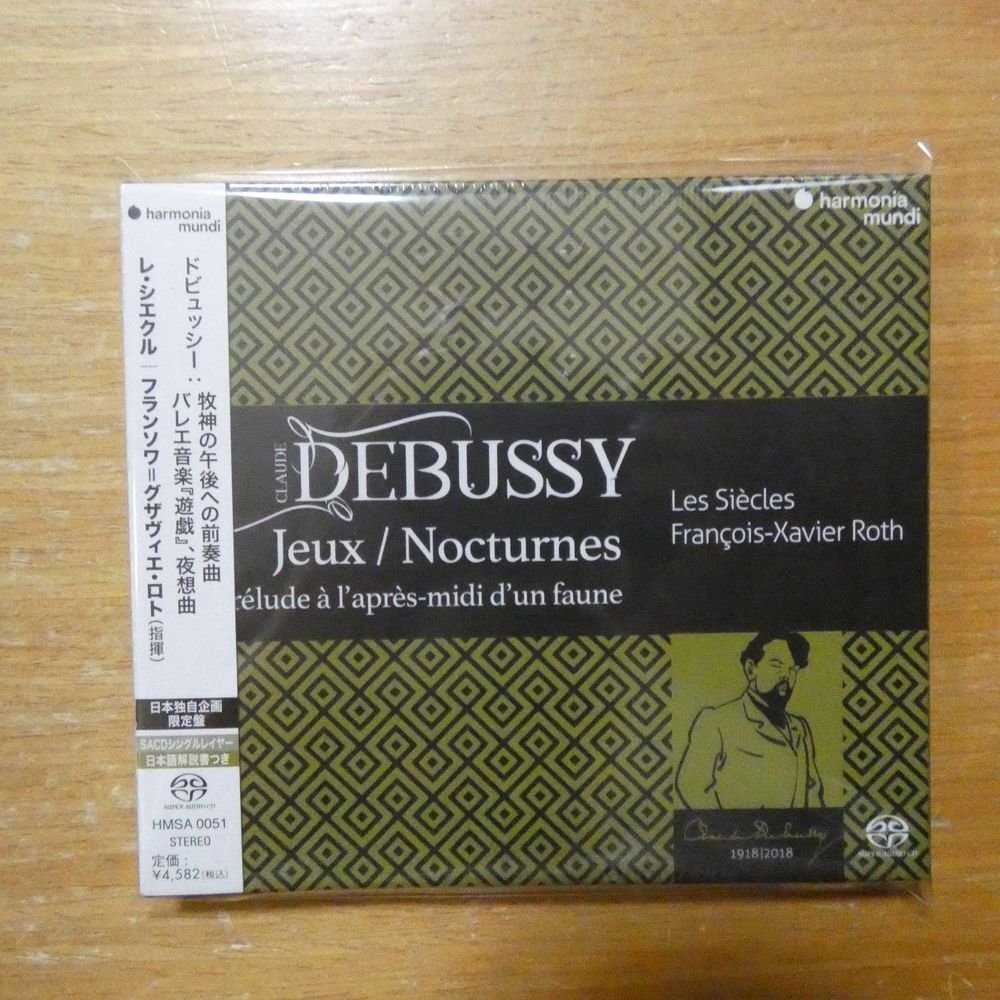 harmonia
mundi
ドビュッシー：牧神の午後への前奏曲
バレエ音楽『遊戯』、夜想曲
レ・シエクル｜フランソワ＝グザヴィエ・ロト（指揮）
日本独自企画
限定盤
SACDシングルレイヤー
日本語解説書つき
SUPER AUDIO CD
HMSA 0051
STEREO
定価：
¥4,582(税込)
harmonia
mundi
CLAUDE
DEBUSSY
Jeux / Nocturnes
rélude à l'après-midi d'un faune
Les Siècles
François-Xavier Roth
Claude Debussy
1918|2018
SUPER AUDIO CD